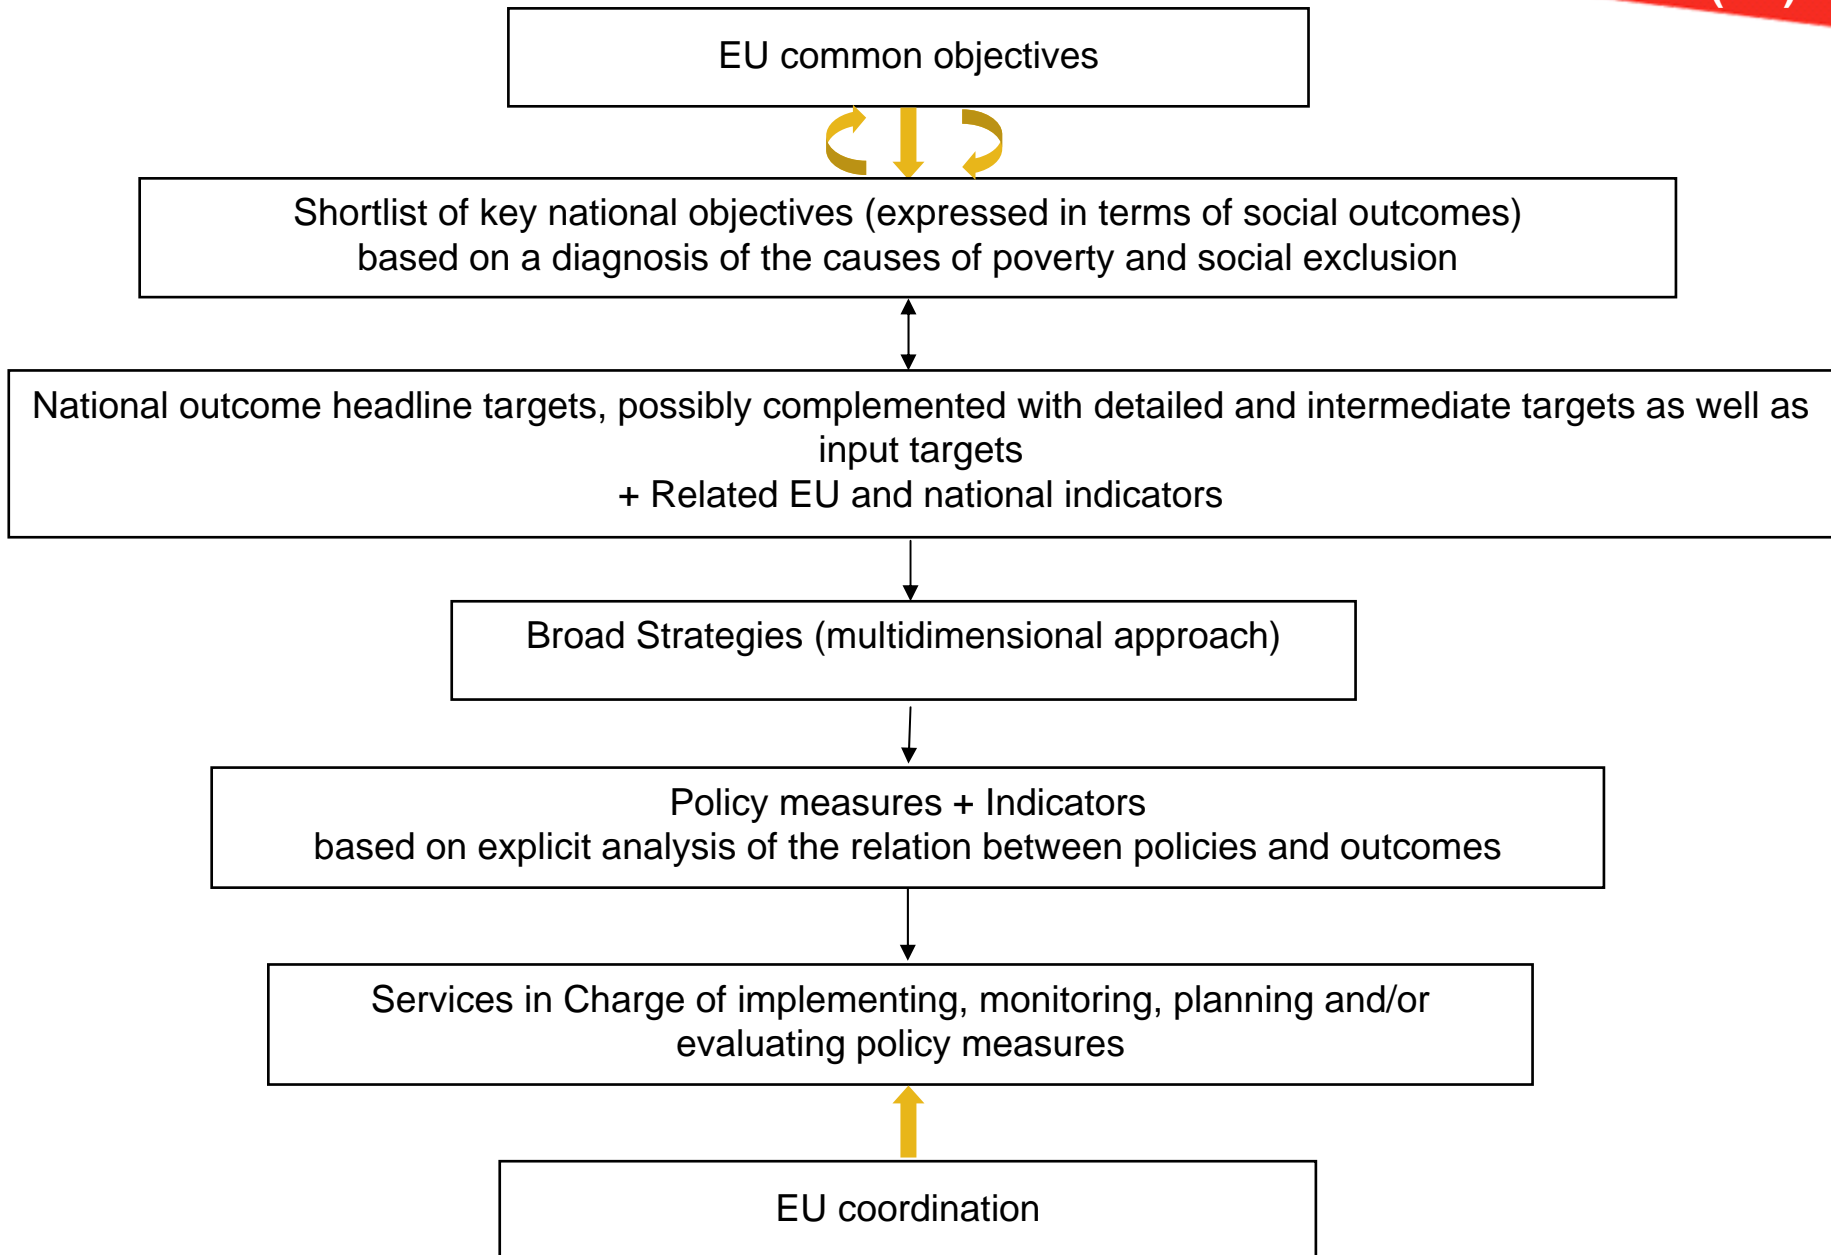 EU common objectives
Shortlist of key national objectives (expressed in terms of social outcomes)
based on a diagnosis of the causes of poverty and social exclusion
National outcome headline targets, possibly complemented with detailed and intermediate targets as well as
input targets
+ Related EU and national indicators
Broad Strategies (multidimensional approach)
Policy measures + Indicators
based on explicit analysis of the relation between policies and outcomes
Services in Charge of implementing, monitoring, planning and/or
evaluating policy measures
EU coordination